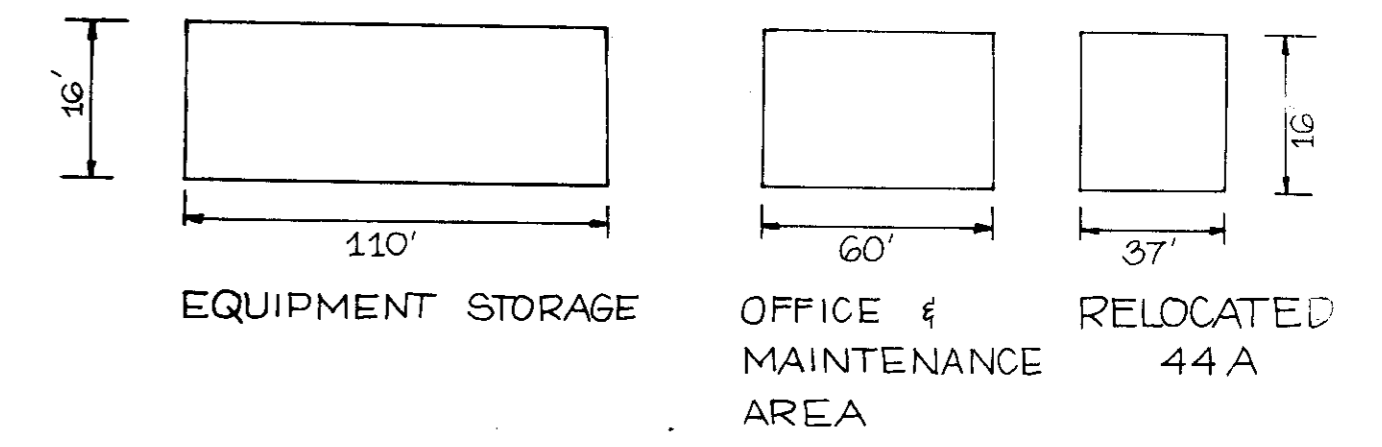 16'
110'
EQUIPMENT STORAGE
60'
OFFICE &
MAINTENANCE
AREA
37'
RELOCATED
44A
16